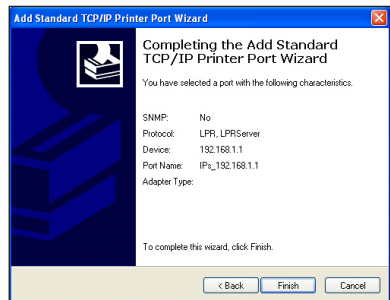 Add Standard TCP/IP Printer Port Wizard
Completing the Add Standard
TCP/IP Printer Port Wizard
You have selected a port with the following characteristics.
SNMP: No
Protocol: LPR, LPRServer
Device: 192.168.1.1
Port Name: IPs_192.168.1.1
Adapter Type:
To complete this wizard, click Finish.
< Back Finish Cancel